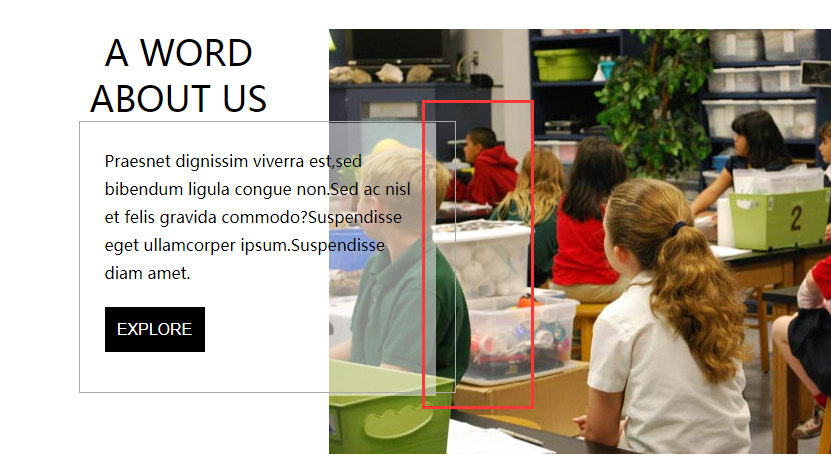 A WORD
ABOUT US
Praesnet dignissim viverra est,sed
bibendum ligula congue non.Sed ac nisl
et felis gravida commodo?Suspendisse
eget ullamcorper ipsum.Suspendisse
diam amet.
EXPLORE
2